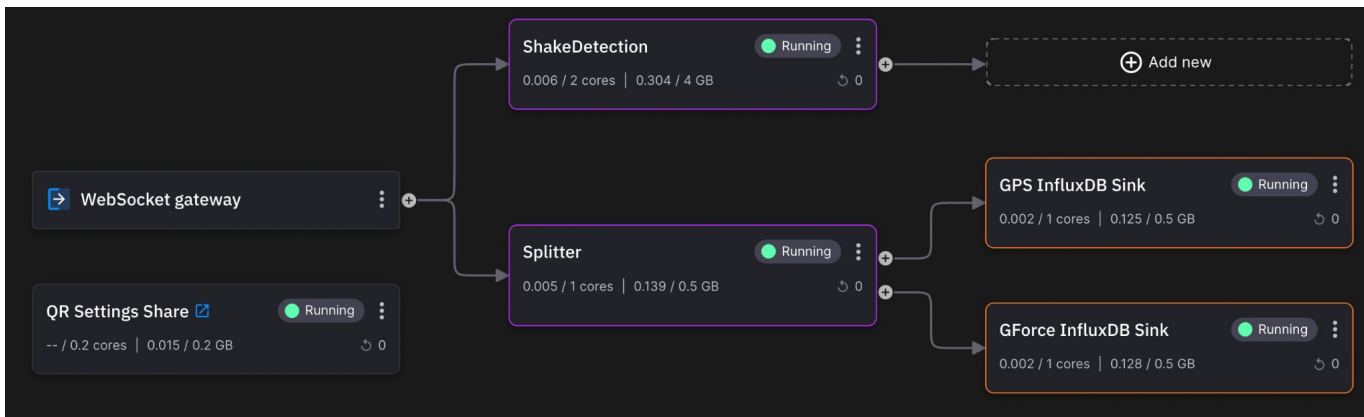 WebSocket gateway
QR Settings Share
Running
-- / 0.2 cores | 0.015 / 0.2 GB
0
ShakeDetection
Running
0.006 / 2 cores | 0.304 / 4 GB
0
Splitter
Running
0.005 / 1 cores | 0.139 / 0.5 GB
0
Add new
GPS InfluxDB Sink
Running
0.002 / 1 cores | 0.125 / 0.5 GB
0
GForce InfluxDB Sink
Running
0.002 / 1 cores | 0.128 / 0.5 GB
0